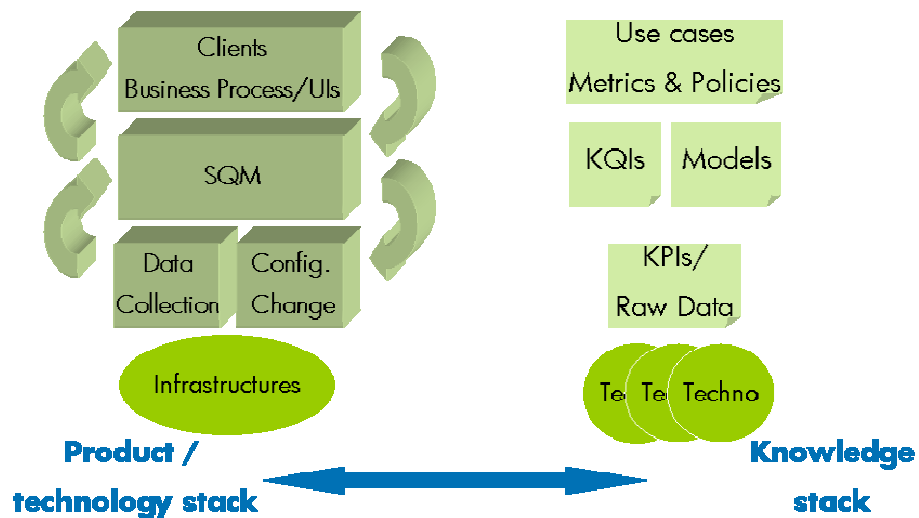 Clients
Business Process/UIs
SQM
Data
Collection
Config.
Change
Infrastructures
Product /
technology stack
Use cases
Metrics & Policies
KQIs
Models
KPIs/
Raw Data
Te
Te
Techno
Knowledge
stack